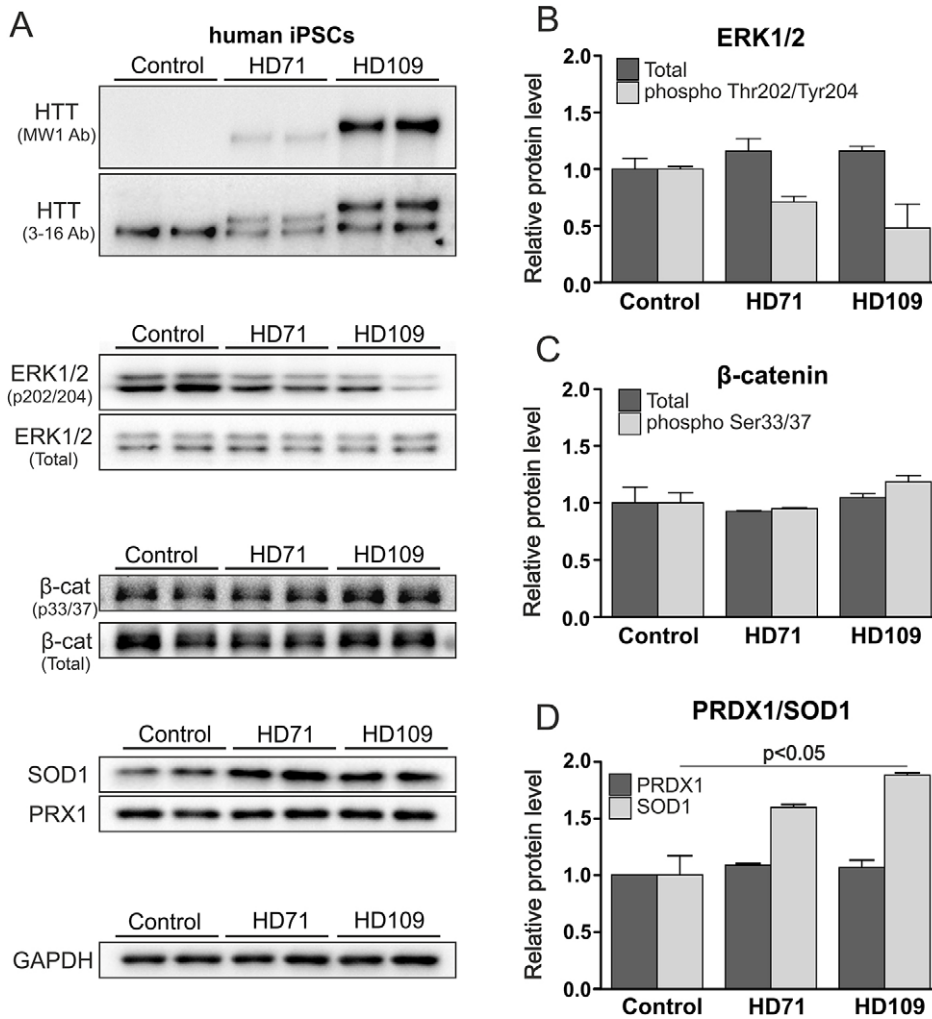 A
human iPSCs
Control HD71 HD109
HTT
(MW1 Ab)
HTT
(3-16 Ab)
Control HD71 HD109
ERK1/2
(p202/204)
ERK1/2
(Total)
Control HD71 HD109
β-cat
(p33/37)
β-cat
(Total)
Control HD71 HD109
SOD1
PRX1
Control HD71 HD109
GAPDH
B
ERK1/2
Relative protein level
2.0
1.5
1.0
0.5
0.0
Total
phospho Thr202/Tyr204
Control HD71 HD109
C
β-catenin
Relative protein level
2.0
1.5
1.0
0.5
0.0
Total
phospho Ser33/37
Control HD71 HD109
D
PRDX1/SOD1
p<0.05
Relative protein level
2.0
1.5
1.0
0.5
0.0
PRDX1
SOD1
Control HD71 HD109